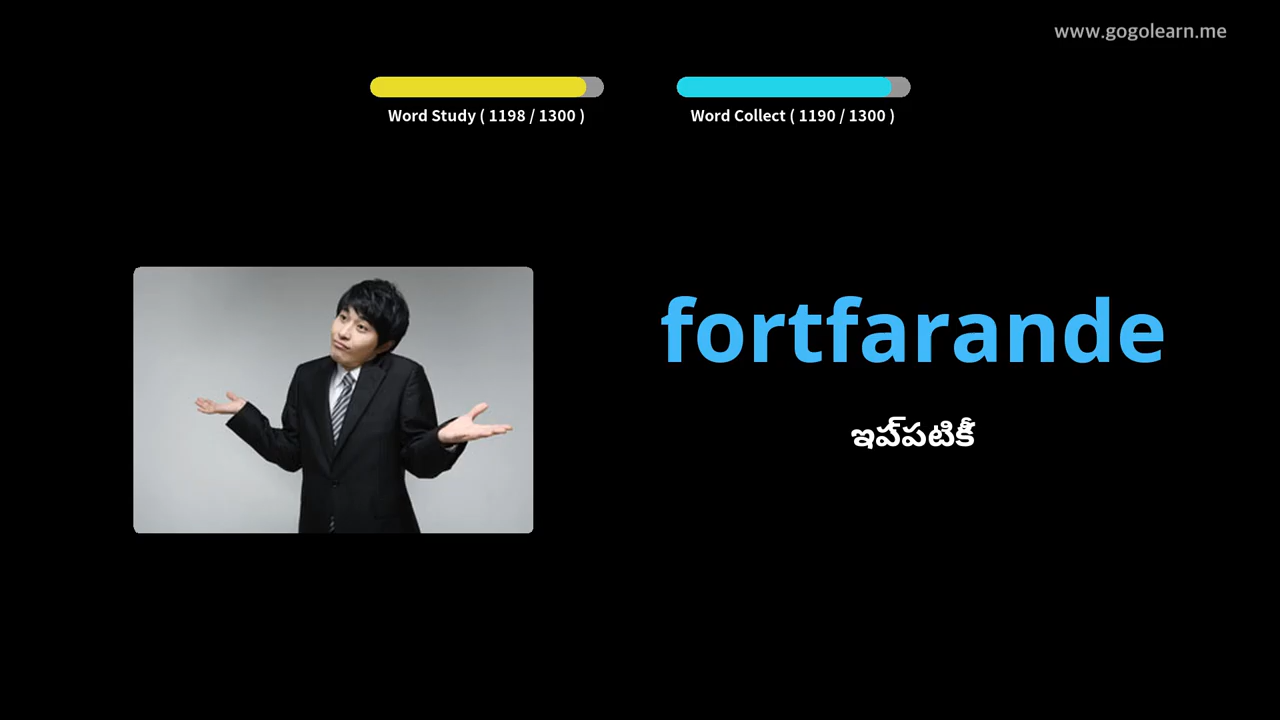 www.gogolearn.me
Word Study ( 1198 / 1300 )
Word Collect ( 1190 / 1300 )
fortfarande
ఇప్పటికీ